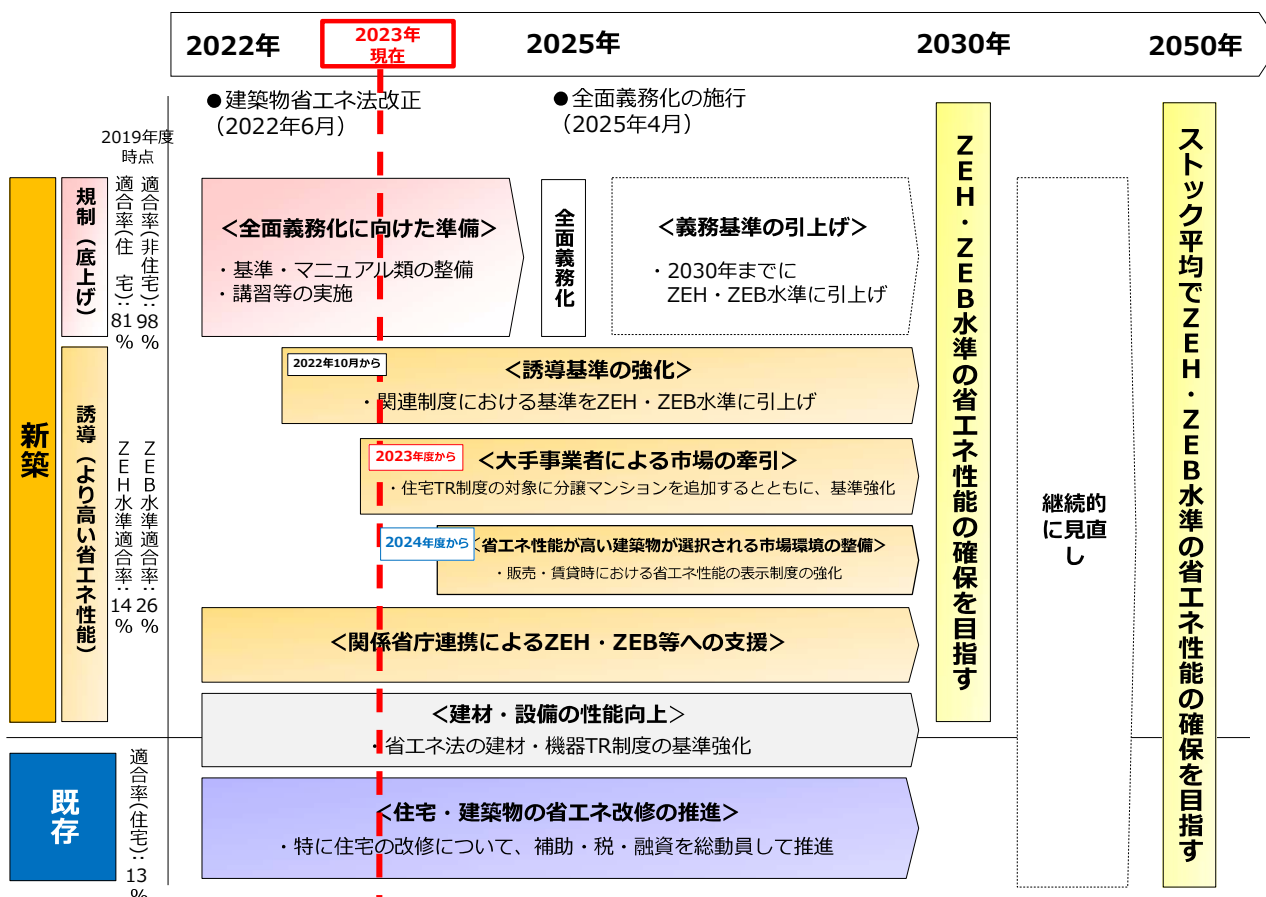 2022年
2023年
現在
2025年
2030年
2050年
●建築物省エネ法改正
（2022年6月）
●全面義務化の施行
（2025年4月）
2019年度
時点
新築
規制（底上げ）
適合率(住　宅)：81%
適合率(非住宅)：98%
＜全面義務化に向けた準備＞
・基準・マニュアル類の整備
・講習等の実施
全面義務化
＜義務基準の引上げ＞
・2030年までに
ZEH・ZEB水準に引上げ
誘導（より高い省エネ性能）
ZEH水準適合率：14%
ZEB水準適合率：26%
2022年10月から
＜誘導基準の強化＞
・関連制度における基準をZEH・ZEB水準に引上げ
2023年度から
＜大手事業者による市場の牽引＞
・住宅TR制度の対象に分譲マンションを追加するとともに、基準強化
2024年度から
＜省エネ性能が高い建築物が選択される市場環境の整備＞
・販売・賃貸時における省エネ性能の表示制度の強化
＜関係省庁連携によるZEH・ZEB等への支援＞
＜建材・設備の性能向上＞
・省エネ法の建材・機器TR制度の基準強化
既存
適合率(住宅)：13%
＜住宅・建築物の省エネ改修の推進＞
・特に住宅の改修について、補助・税・融資を総動員して推進
ZEH・ZEB水準の省エネ性能の確保を目指す
継続的
に見直
し
ストック平均でZEH・ZEB水準の省エネ性能の確保を目指す